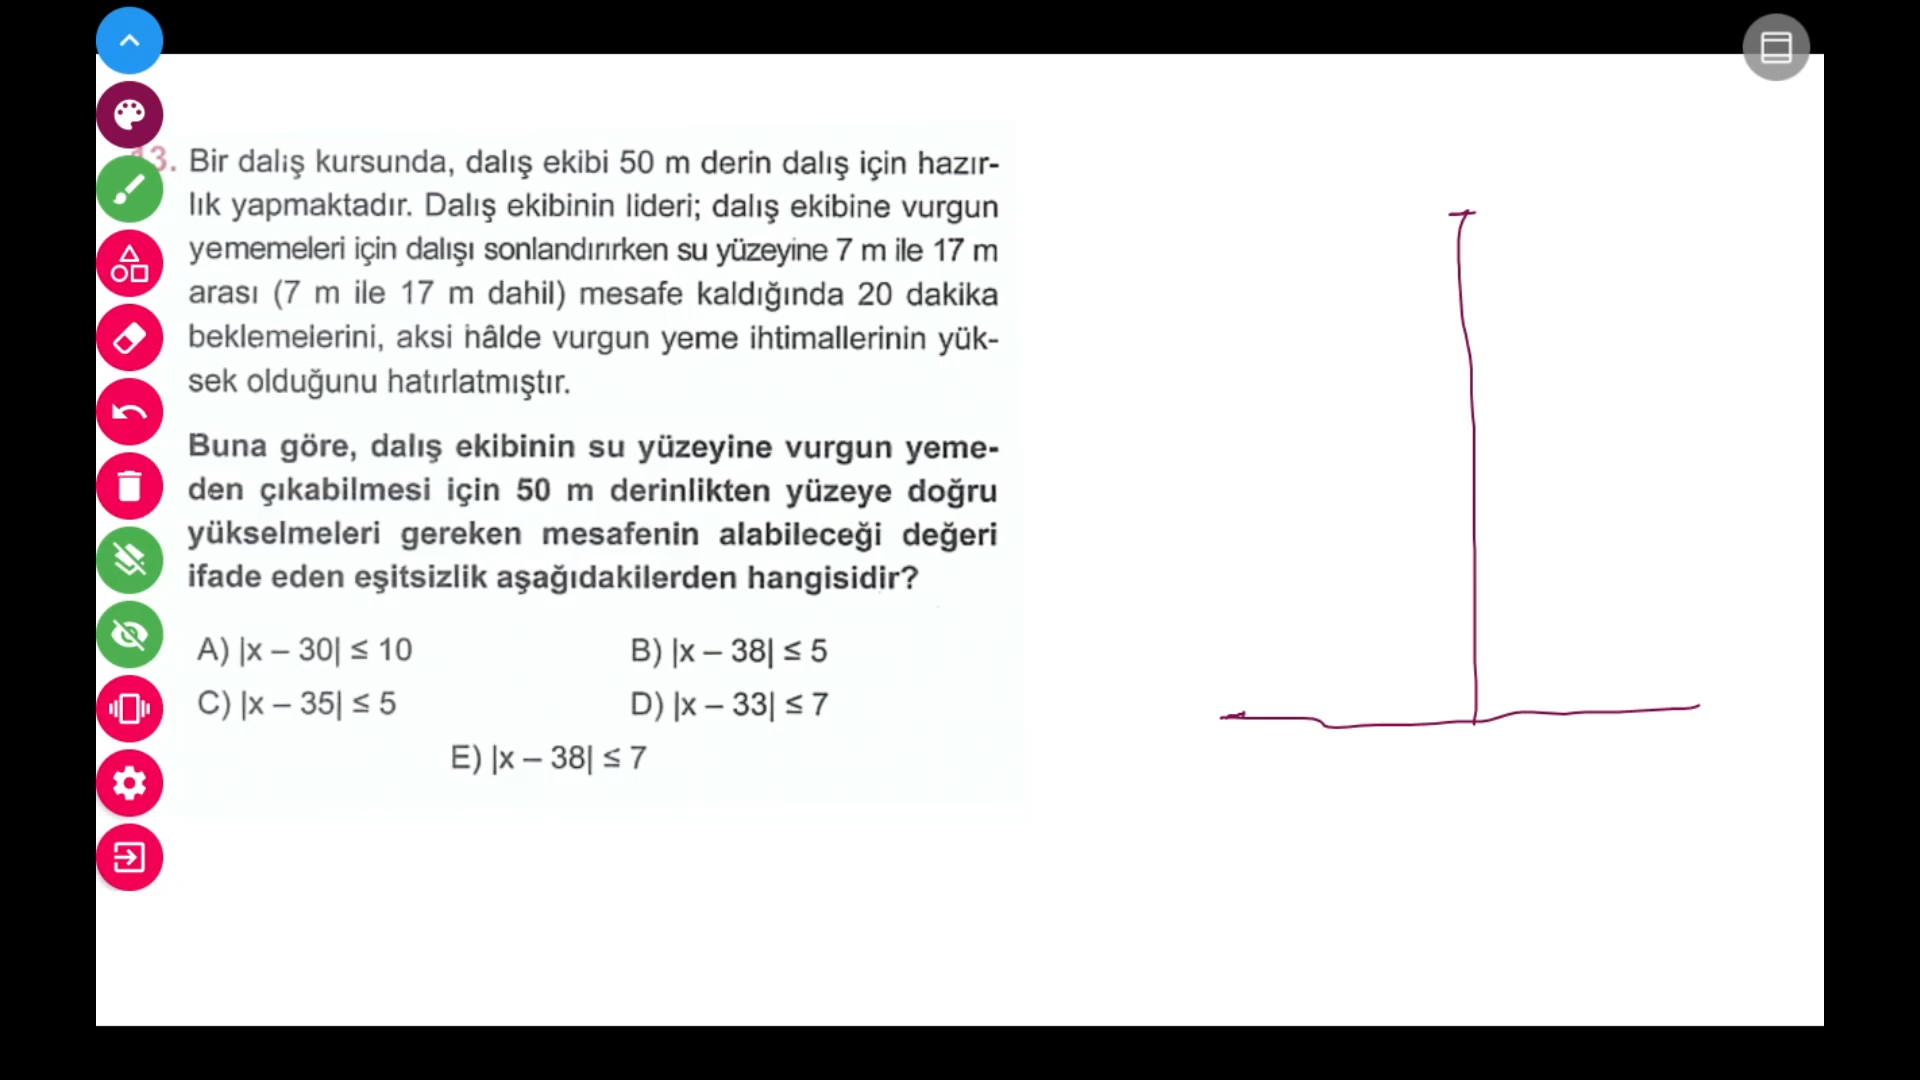 13. Bir dalış kursunda, dalış ekibi 50 m derin dalış için hazır-
lık yapmaktadır. Dalış ekibinin lideri; dalış ekibine vurgun
yememeleri için dalışı sonlandırırken su yüzeyine 7 m ile 17 m
arası (7 m ile 17 m dahil) mesafe kaldığında 20 dakika
beklemelerini, aksi hâlde vurgun yeme ihtimallerinin yük-
sek olduğunu hatırlatmıştır.
Buna göre, dalış ekibinin su yüzeyine vurgun yeme-
den çıkabilmesi için 50 m derinlikten yüzeye doğru
yükselmeleri gereken mesafenin alabileceği değeri
ifade eden eşitsizlik aşağıdakilerden hangisidir?
A) |x – 30| ≤ 10 B) |x – 38| ≤ 5
C) |x – 35| ≤ 5 D) |x – 33| ≤ 7
E) |x – 38| ≤ 7